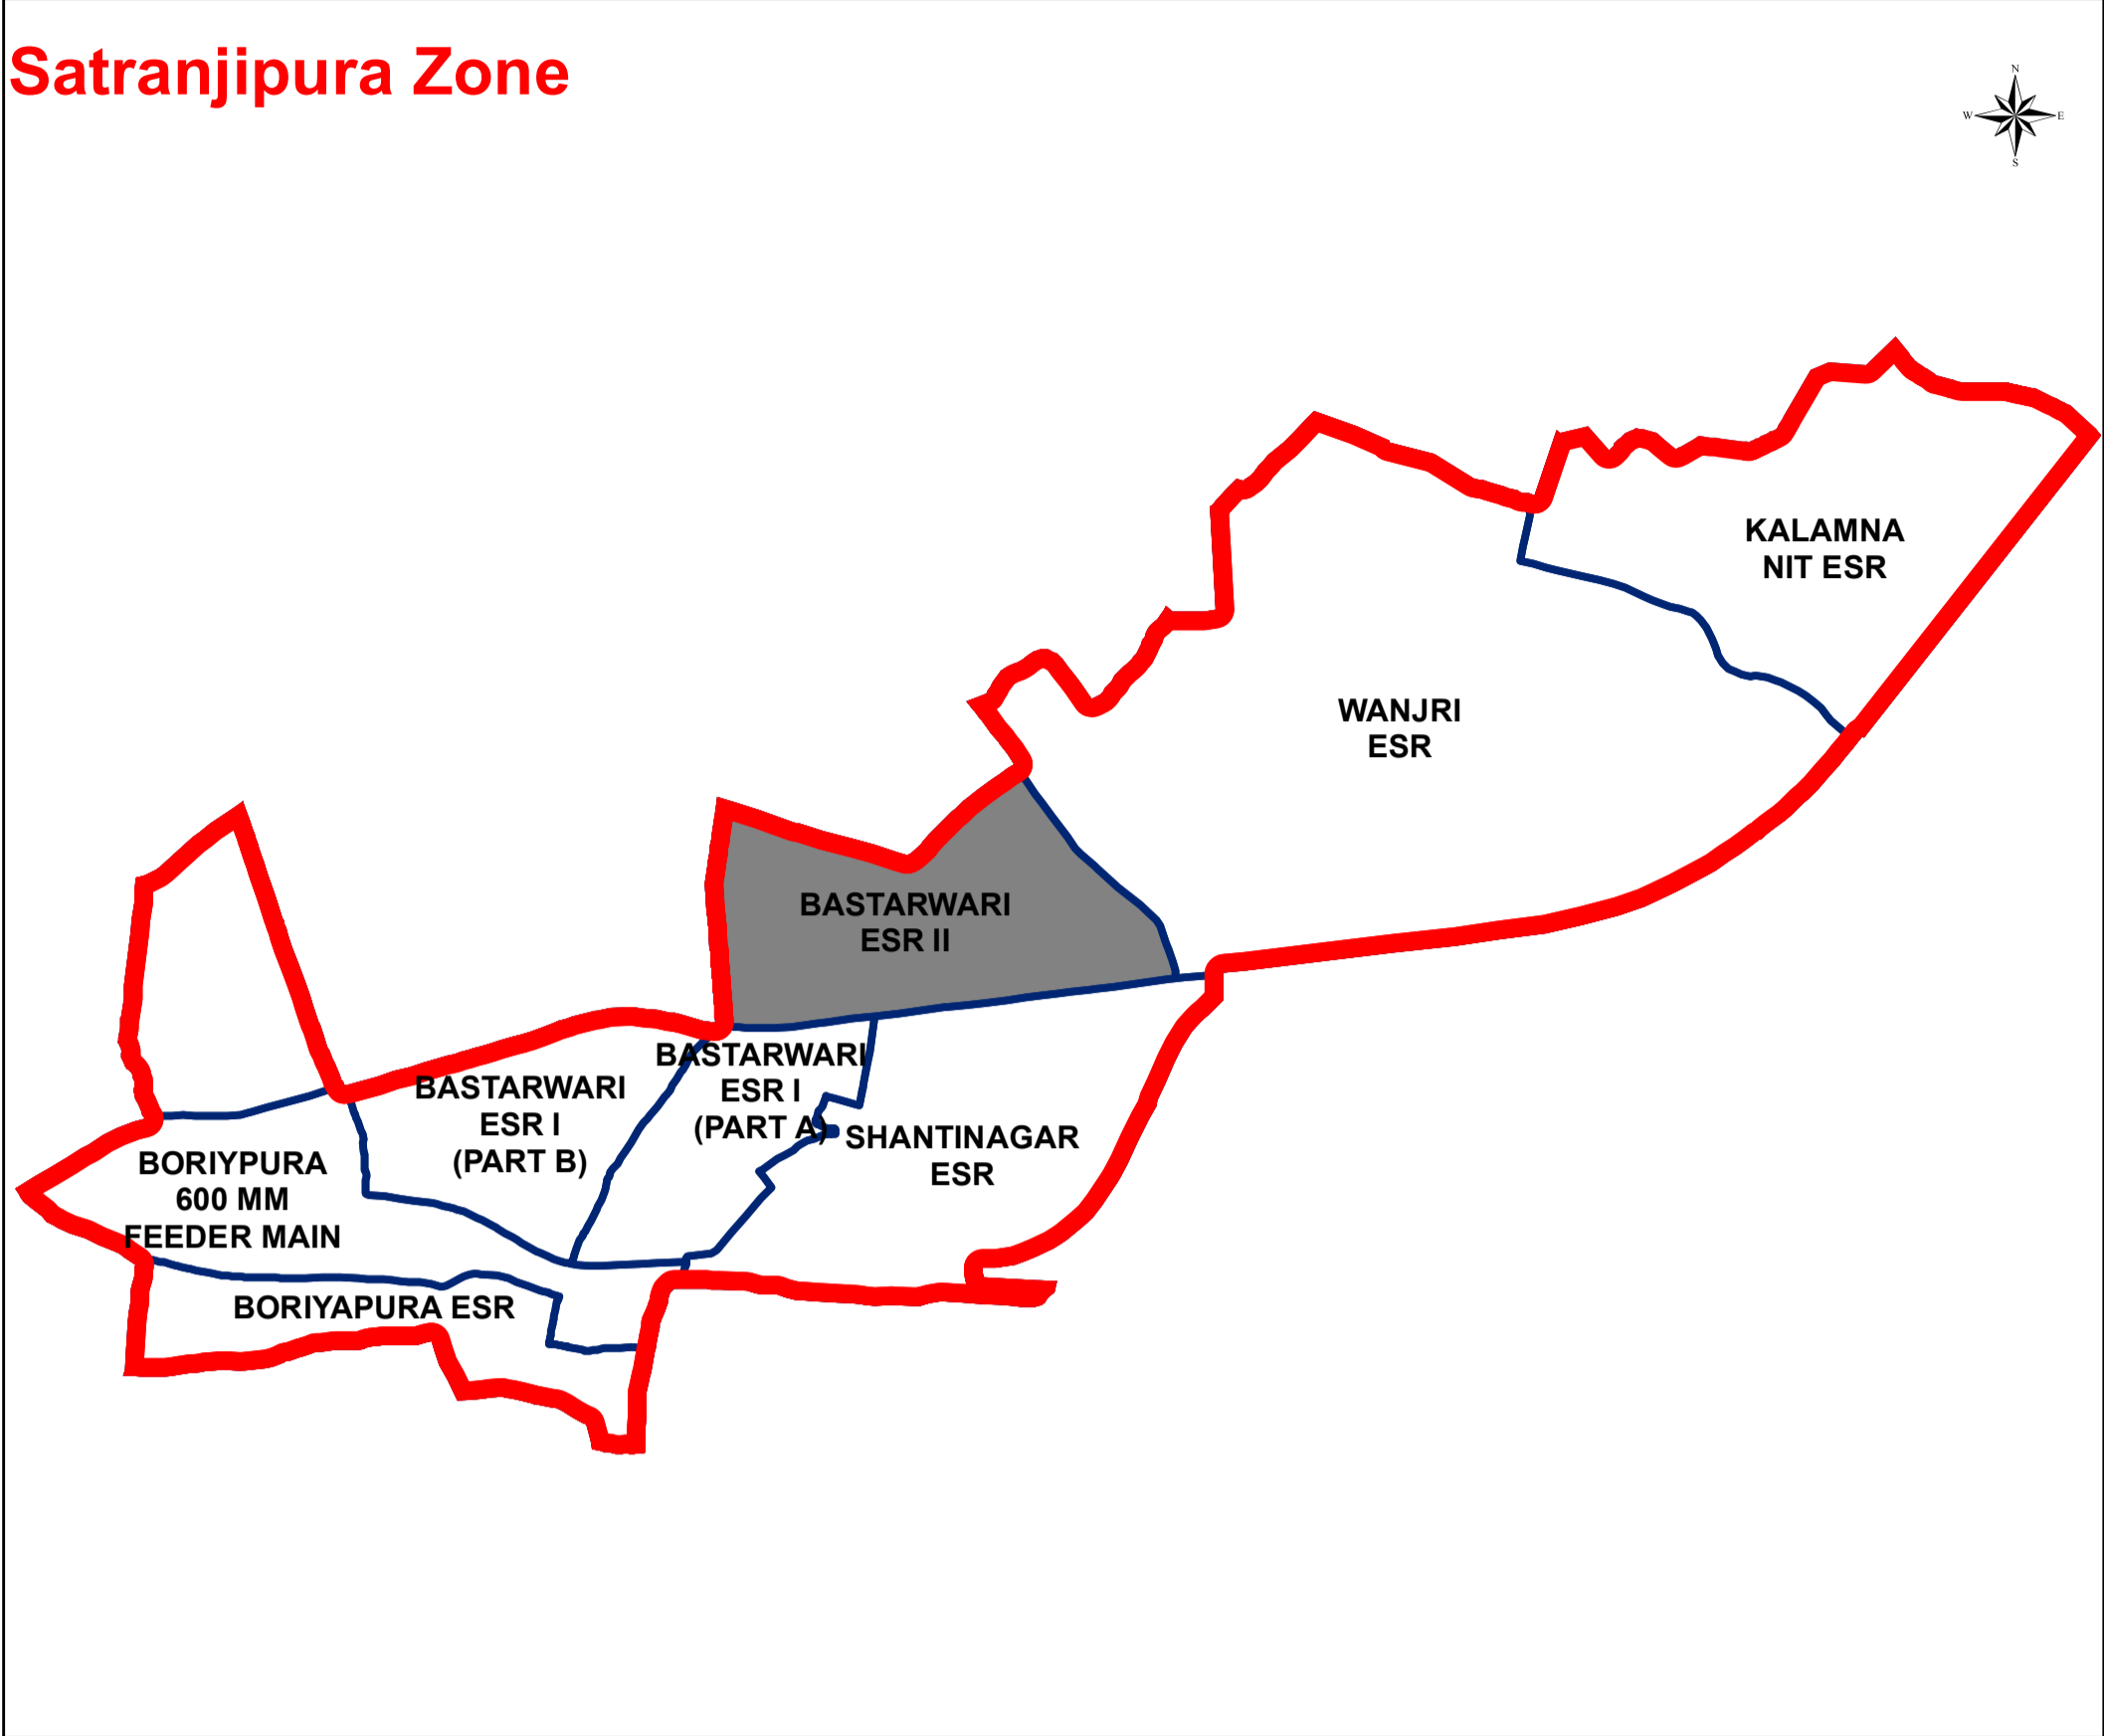 Satranjipura Zone
N
W
E
S
KALAMNA
NIT ESR
WANJRI
ESR
BASTARWARI
ESR II
BASTARWARI
ESR I
(PART A)
BASTARWARI
ESR I
(PART B)
SHANTINAGAR
ESR
BORIYPURA
600 MM
FEEDER MAIN
BORIYAPURA ESR